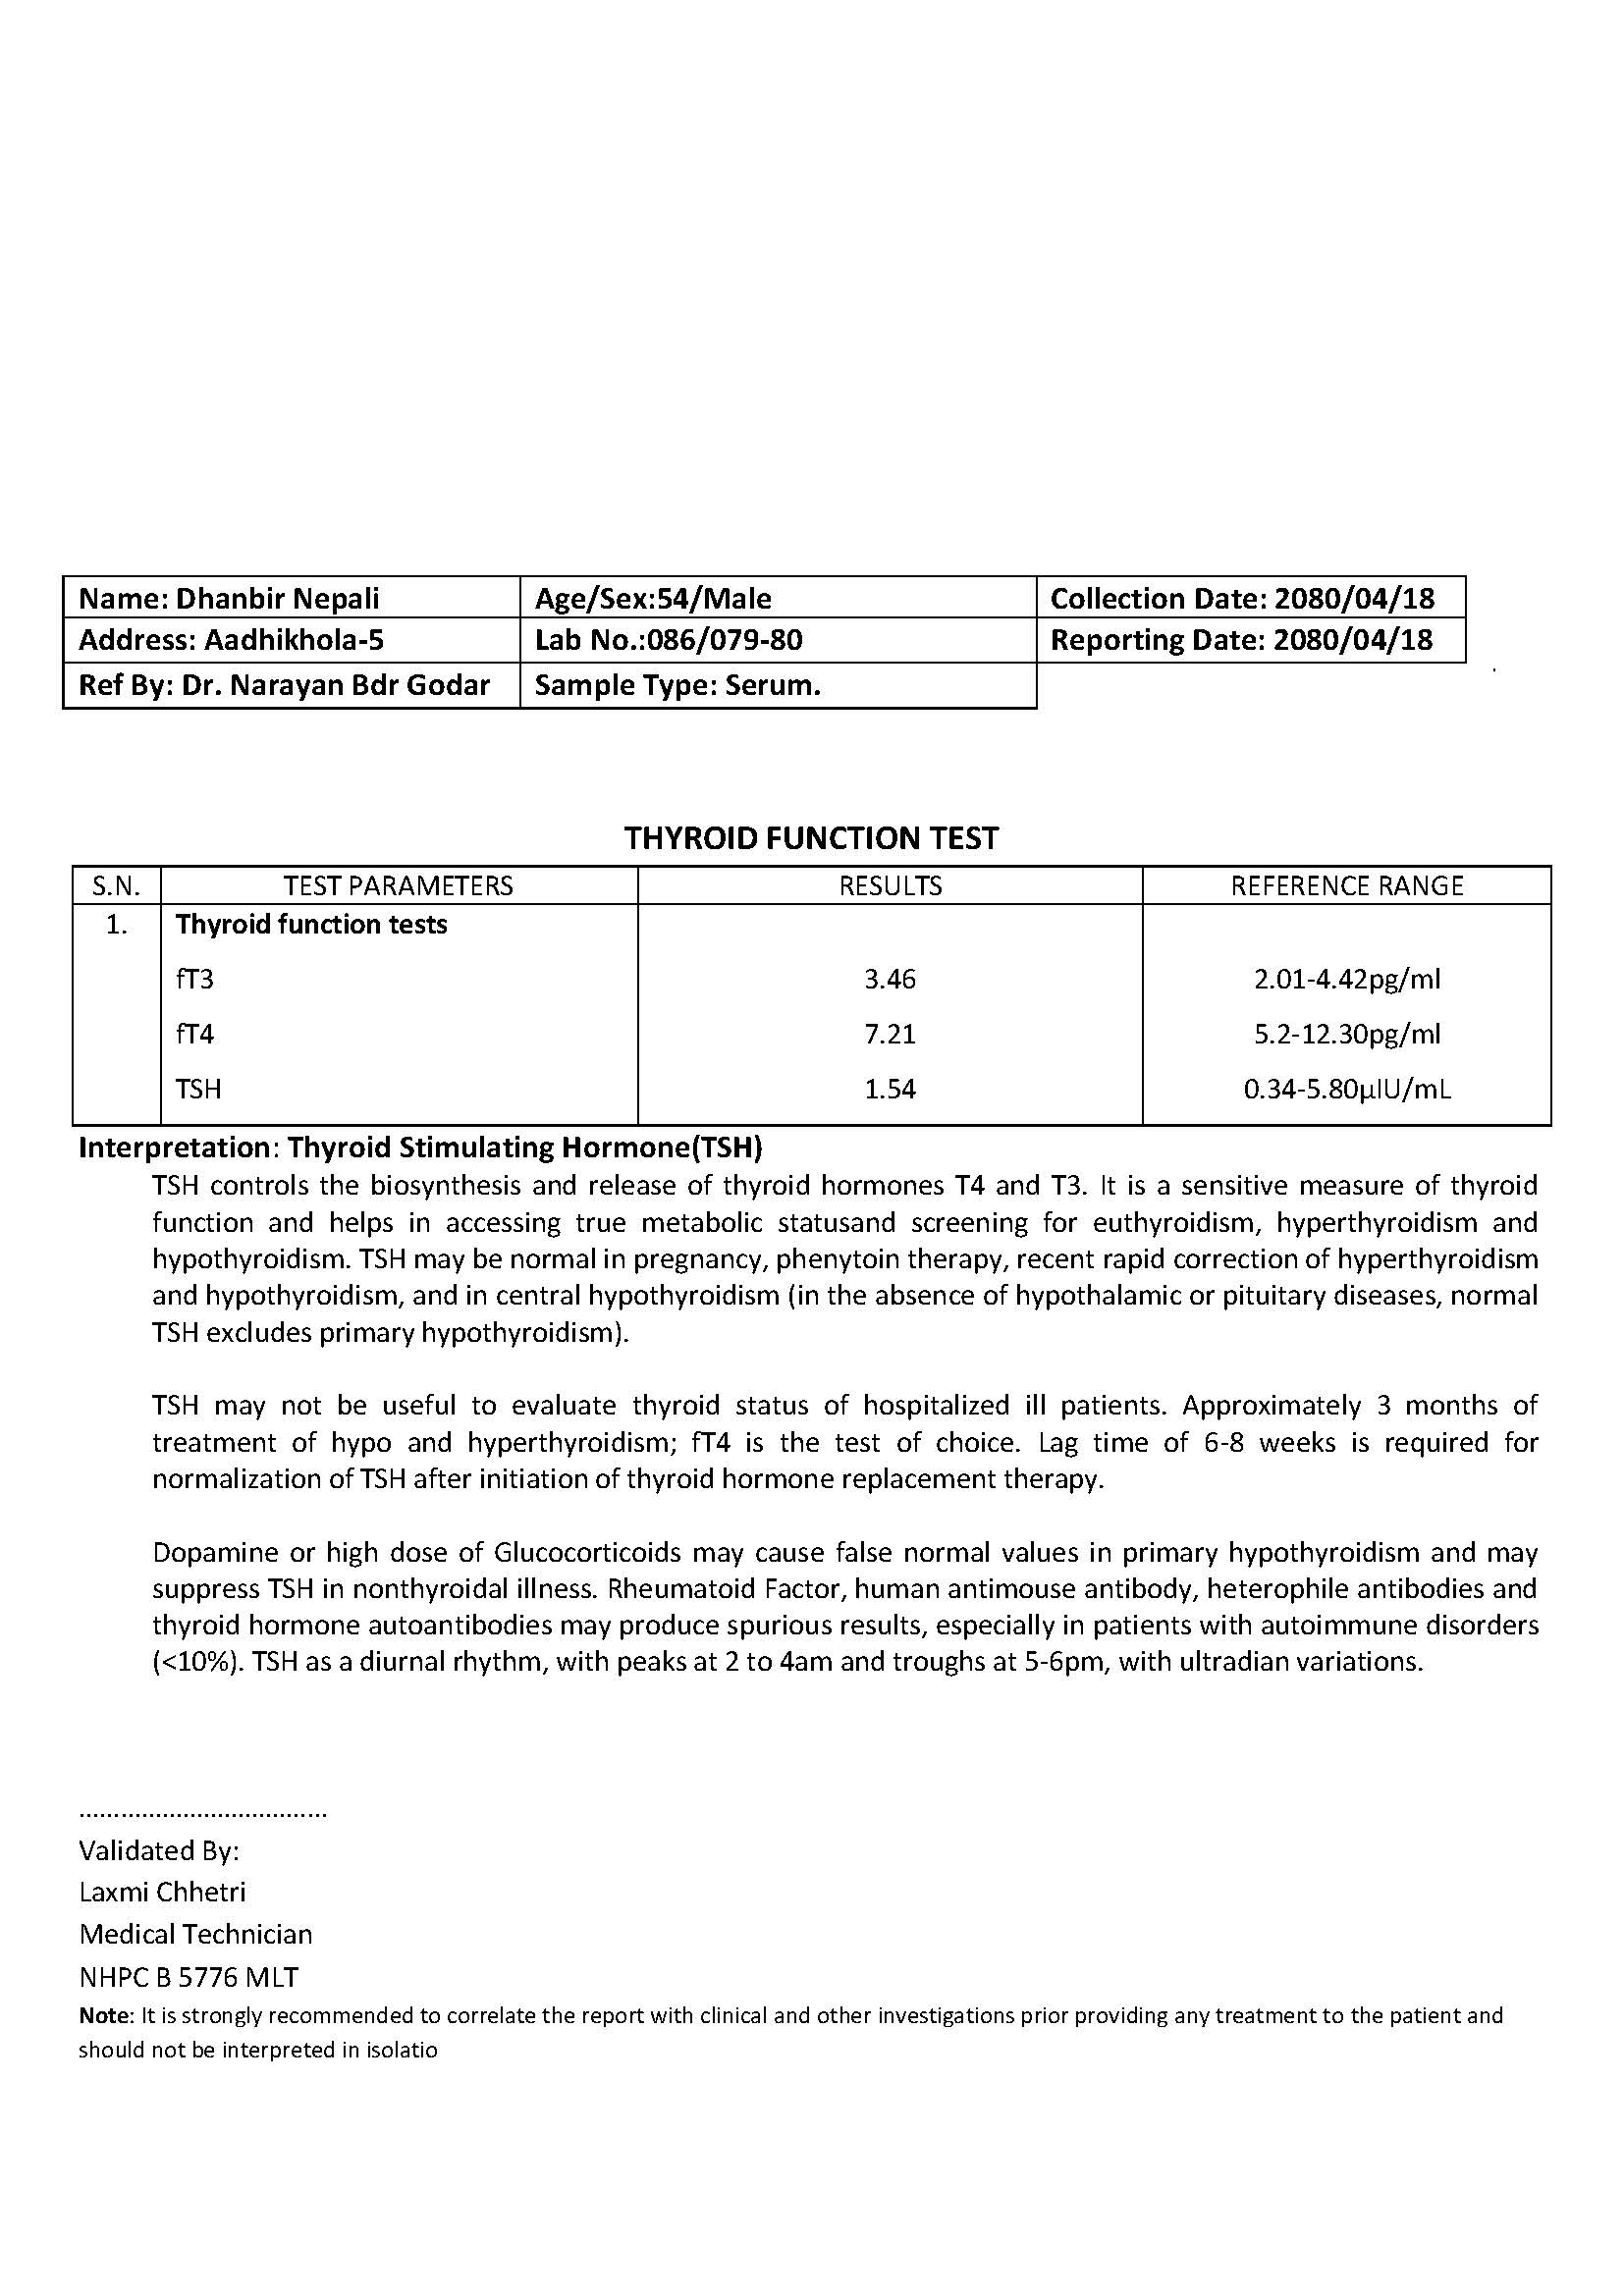 Name: Dhanbir Nepali Age/Sex:54/Male Collection Date: 2080/04/18
Address: Aadhikhola-5 Lab No.:086/079-80 Reporting Date: 2080/04/18
Ref By: Dr. Narayan Bdr Godar Sample Type: Serum.
THYROID FUNCTION TEST
S.N. TEST PARAMETERS RESULTS REFERENCE RANGE
1. Thyroid function tests
fT3 3.46 2.01-4.42pg/ml
fT4 7.21 5.2-12.30pg/ml
TSH 1.54 0.34-5.80µIU/mL
Interpretation: Thyroid Stimulating Hormone(TSH)
TSH controls the biosynthesis and release of thyroid hormones T4 and T3. It is a sensitive measure of thyroid
function and helps in accessing true metabolic statusand screening for euthyroidism, hyperthyroidism and
hypothyroidism. TSH may be normal in pregnancy, phenytoin therapy, recent rapid correction of hyperthyroidism
and hypothyroidism, and in central hypothyroidism (in the absence of hypothalamic or pituitary diseases, normal
TSH excludes primary hypothyroidism).
TSH may not be useful to evaluate thyroid status of hospitalized ill patients. Approximately 3 months of
treatment of hypo and hyperthyroidism; fT4 is the test of choice. Lag time of 6-8 weeks is required for
normalization of TSH after initiation of thyroid hormone replacement therapy.
Dopamine or high dose of Glucocorticoids may cause false normal values in primary hypothyroidism and may
suppress TSH in nonthyroidal illness. Rheumatoid Factor, human antimouse antibody, heterophile antibodies and
thyroid hormone autoantibodies may produce spurious results, especially in patients with autoimmune disorders
(<10%). TSH as a diurnal rhythm, with peaks at 2 to 4am and troughs at 5-6pm, with ultradian variations.
....................................
Validated By:
Laxmi Chhetri
Medical Technician
NHPC B 5776 MLT
Note: It is strongly recommended to correlate the report with clinical and other investigations prior providing any treatment to the patient and
should not be interpreted in isolatio